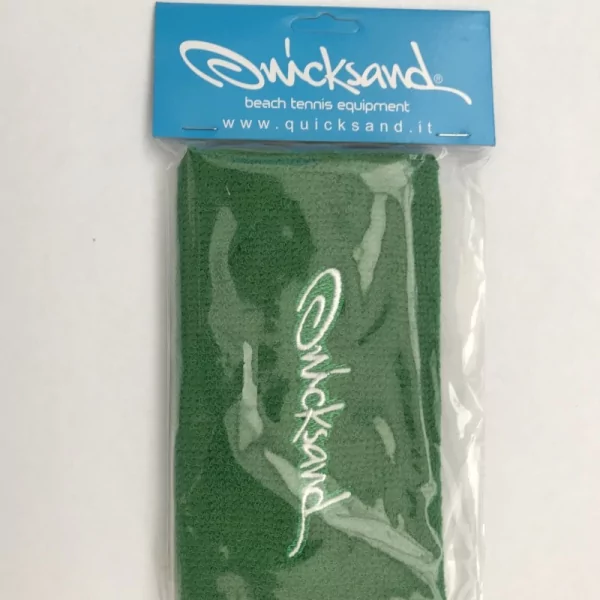 Quicksand®
beach tennis equipment
www.quicksand.it
Quicksand